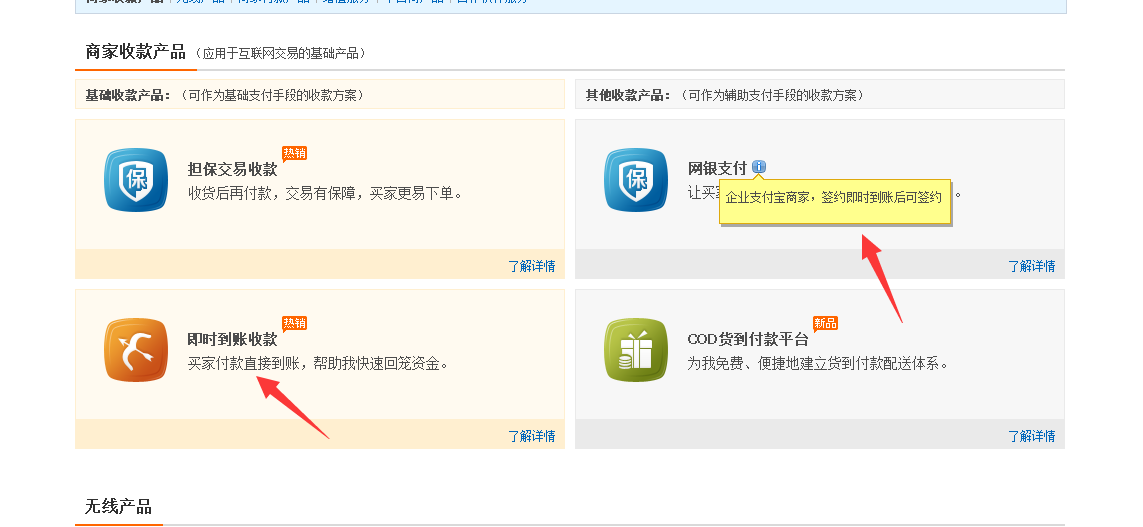 商家收款产品（应用于互联网交易的基础产品）
基础收款产品：（可作为基础支付手段的收款方案）
其他收款产品：（可作为辅助支付手段的收款方案）
担保交易收款 热销
收货后再付款，交易有保障，买家更易下单。
了解详情
网银支付
让买
企业支付宝商家，签约即时到账后可签约
。
了解详情
即时到账收款 热销
买家付款直接到账，帮助我快速回笼资金。
了解详情
COD货到付款平台 新品
为我免费、便捷地建立货到付款配送体系。
了解详情
无线产品